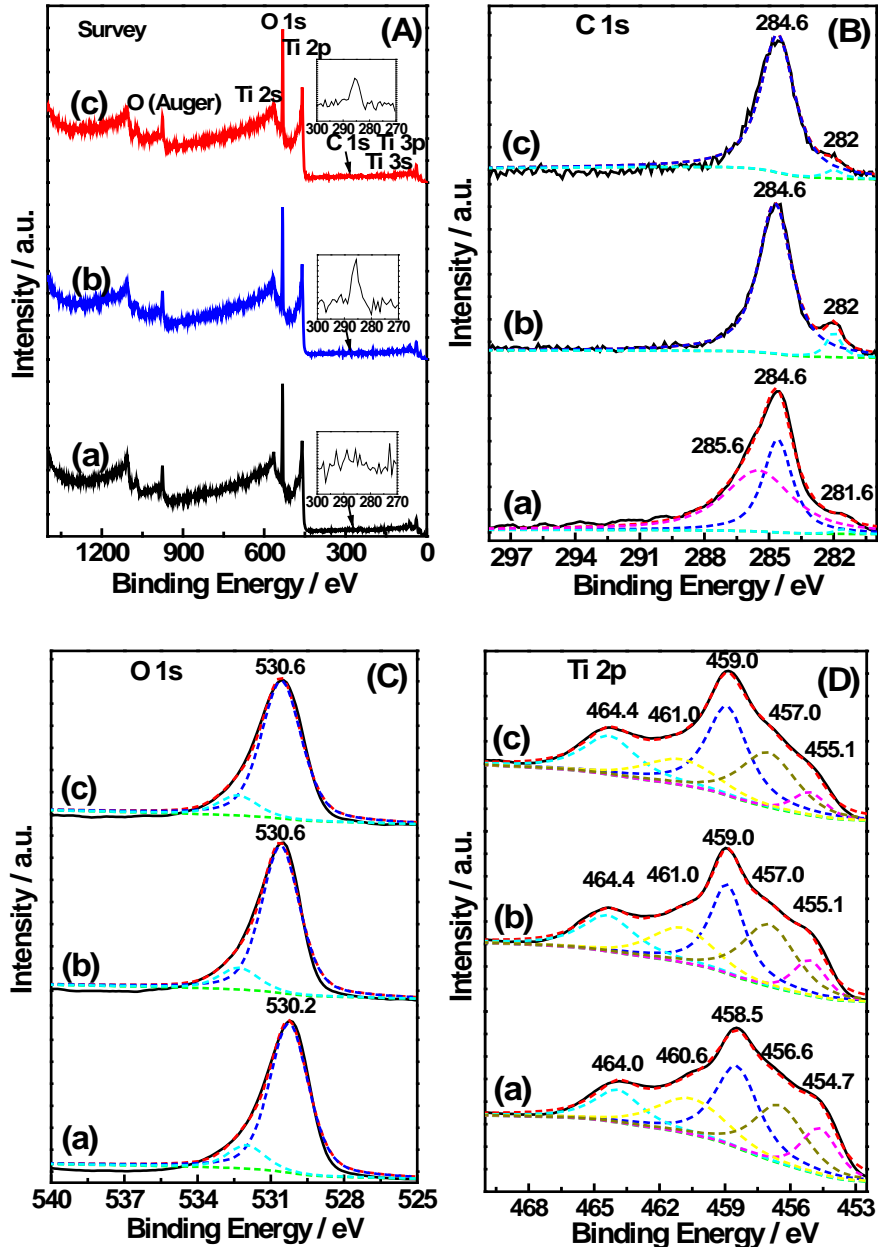 Survey
O 1s
(A)
Ti 2p
(c)
O (Auger)
Ti 2s
300 290 280 270
C 1s Ti 3p
Ti 3s
(b)
300 290 280 270
(a)
300 290 280 270
1200 900 600 300 0
Binding Energy / eV
Intensity / a.u.
C 1s
284.6
(B)
(c)
282
284.6
(b)
282
284.6
285.6
281.6
(a)
297 294 291 288 285 282
Binding Energy / eV
Intensity / a.u.
O 1s
530.6
(C)
(c)
530.6
(b)
530.2
(a)
540 537 534 531 528 525
Binding Energy / eV
Intensity / a.u.
Ti 2p
459.0
(D)
464.4 461.0 457.0
(c)
455.1
459.0
464.4 461.0 457.0
(b)
455.1
458.5
464.0 460.6 456.6
(a)
454.7
468 465 462 459 456 453
Binding Energy / eV
Intensity / a.u.